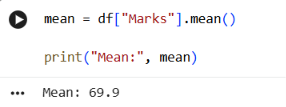 mean = df["Marks"].mean()
print("Mean:", mean)
Mean: 69.9